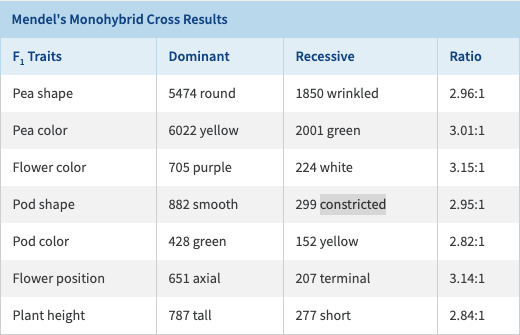 Mendel's Monohybrid Cross Results
F1 Traits Dominant Recessive Ratio
Pea shape 5474 round 1850 wrinkled 2.96:1
Pea color 6022 yellow 2001 green 3.01:1
Flower color 705 purple 224 white 3.15:1
Pod shape 882 smooth 299 constricted 2.95:1
Pod color 428 green 152 yellow 2.82:1
Flower position 651 axial 207 terminal 3.14:1
Plant height 787 tall 277 short 2.84:1